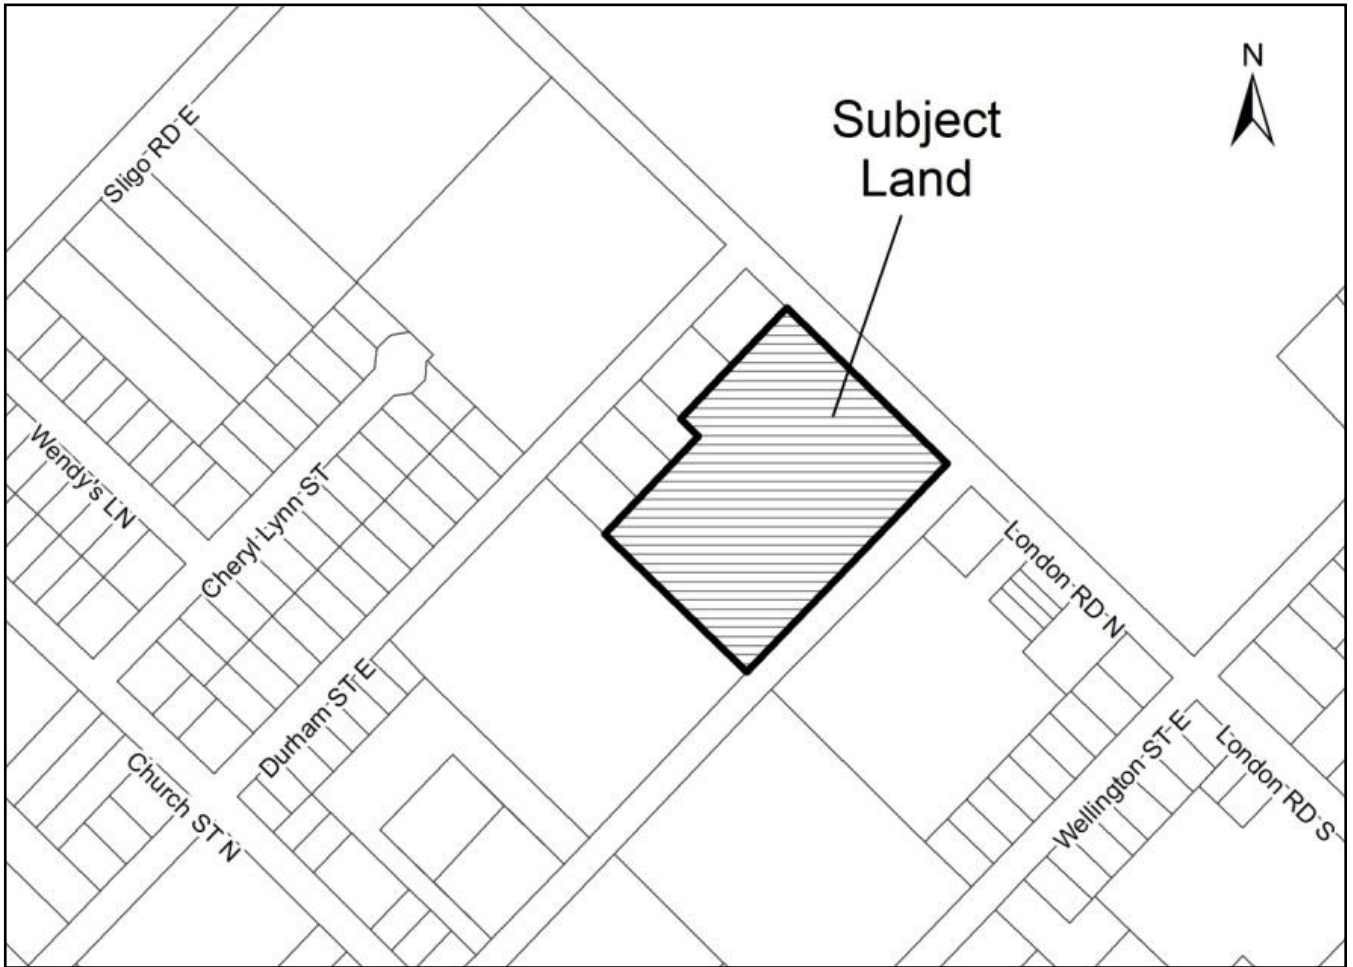 N
Subject
Land
Sligo RD E
Wendy's LN
Cheryl Lynn ST
London RD N
Durham ST E
Church ST N
Wellington ST E
London RD S